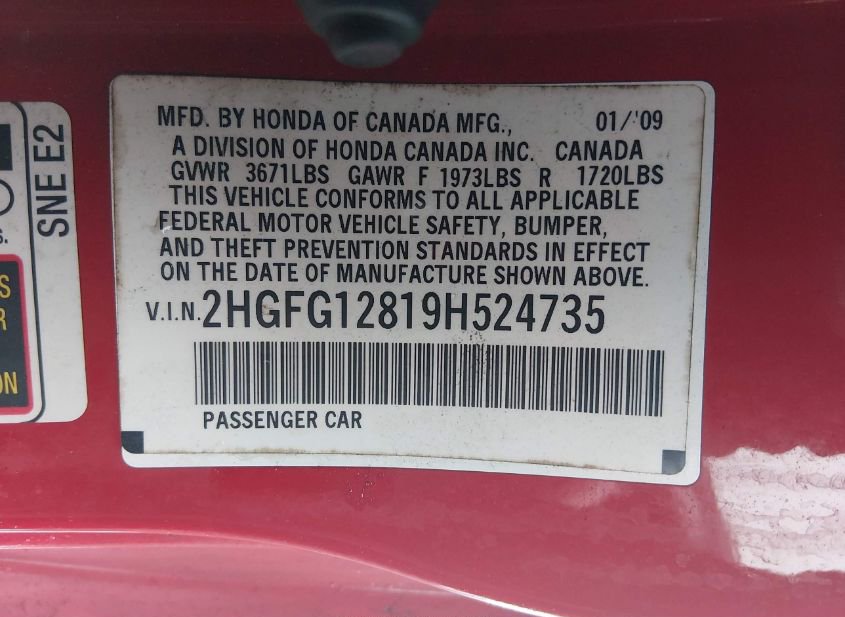 MFD. BY HONDA OF CANADA MFG., 01/'09
A DIVISION OF HONDA CANADA INC. CANADA
GVWR 3671LBS GAWR F 1973LBS R 1720LBS
THIS VEHICLE CONFORMS TO ALL APPLICABLE
FEDERAL MOTOR VEHICLE SAFETY, BUMPER,
AND THEFT PREVENTION STANDARDS IN EFFECT
ON THE DATE OF MANUFACTURE SHOWN ABOVE.
V.I.N. 2HGFG12819H524735
PASSENGER CAR
SNE E2